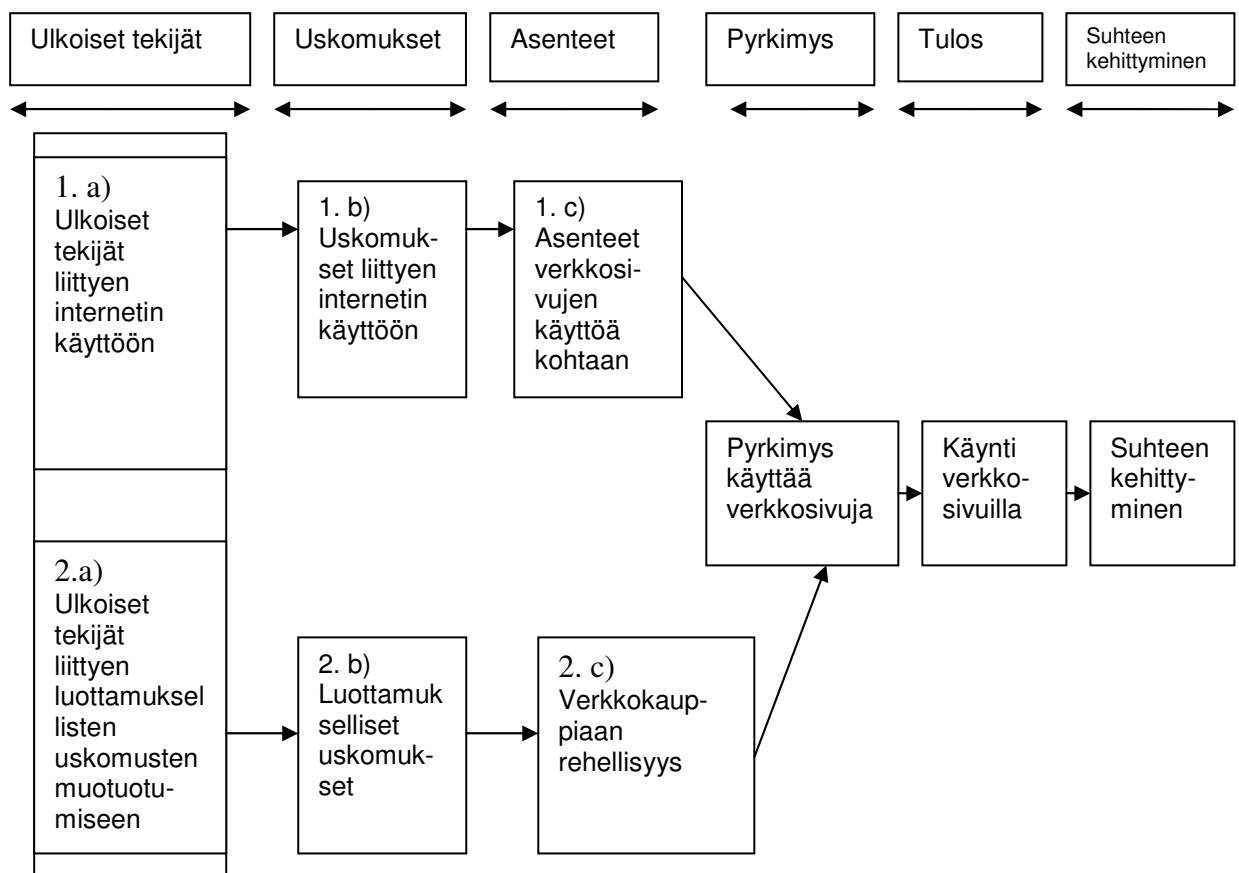 Ulkoiset tekijät
Uskomukset
Asenteet
Pyrkimys
Tulos
Suhteen
kehittyminen
1. a)
Ulkoiset
tekijät
liittyen
internetin
käyttöön
1. b)
Uskomuk-
set liittyen
internetin
käyttöön
1. c)
Asenteet
verkkosi-
vujen
käyttöä
kohtaan
Pyrkimys
käyttää
verkkosivuja
Käynti
verkko-
sivuilla
Suhteen
kehitty-
minen
2.a)
Ulkoiset
tekijät
liittyen
luottamuksel
listen
uskomusten
muotuotu-
miseen
2. b)
Luottamuk
selliset
uskomuk-
set
2. c)
Verkkokaup-
piaan
rehellisyys